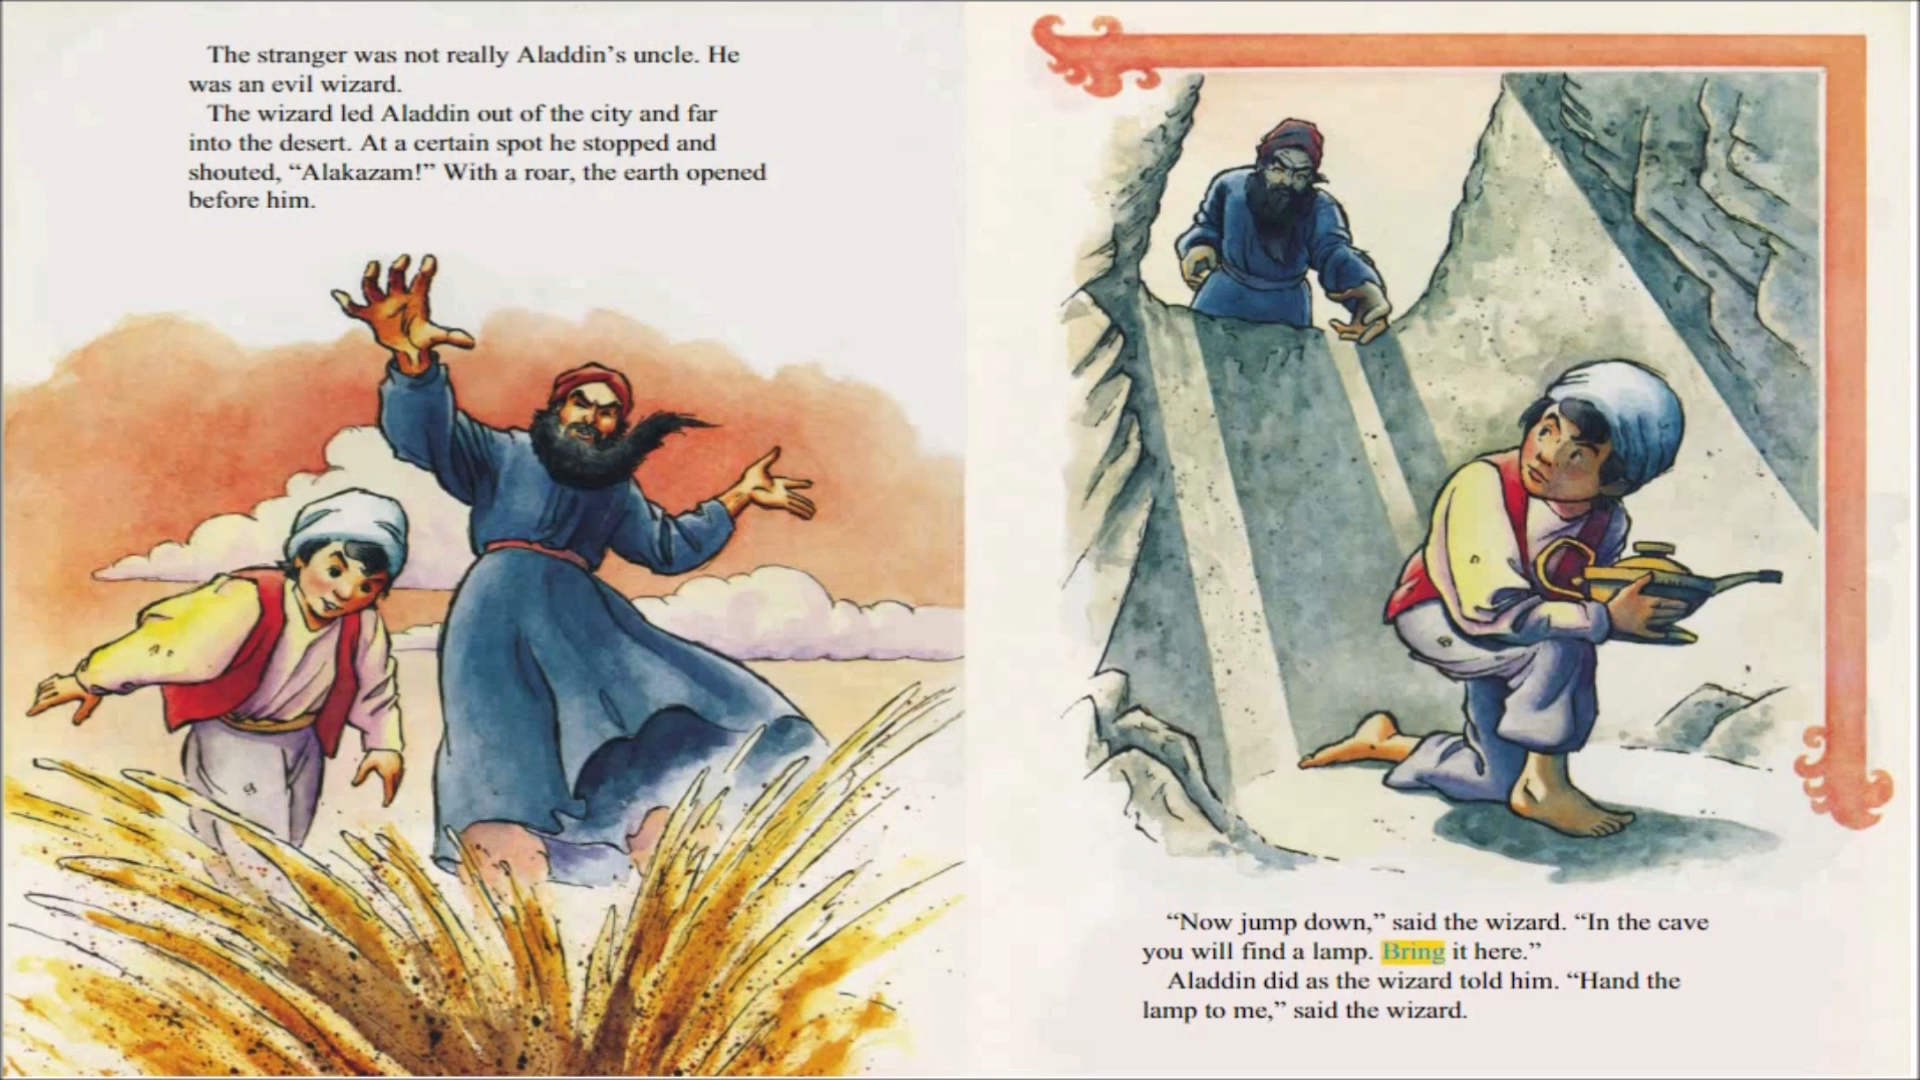 The stranger was not really Aladdin’s uncle. He
was an evil wizard.
The wizard led Aladdin out of the city and far
into the desert. At a certain spot he stopped and
shouted, “Alakazam!” With a roar, the earth opened
before him.
“Now jump down,” said the wizard. “In the cave
you will find a lamp. Bring it here.”
Aladdin did as the wizard told him. “Hand the
lamp to me,” said the wizard.